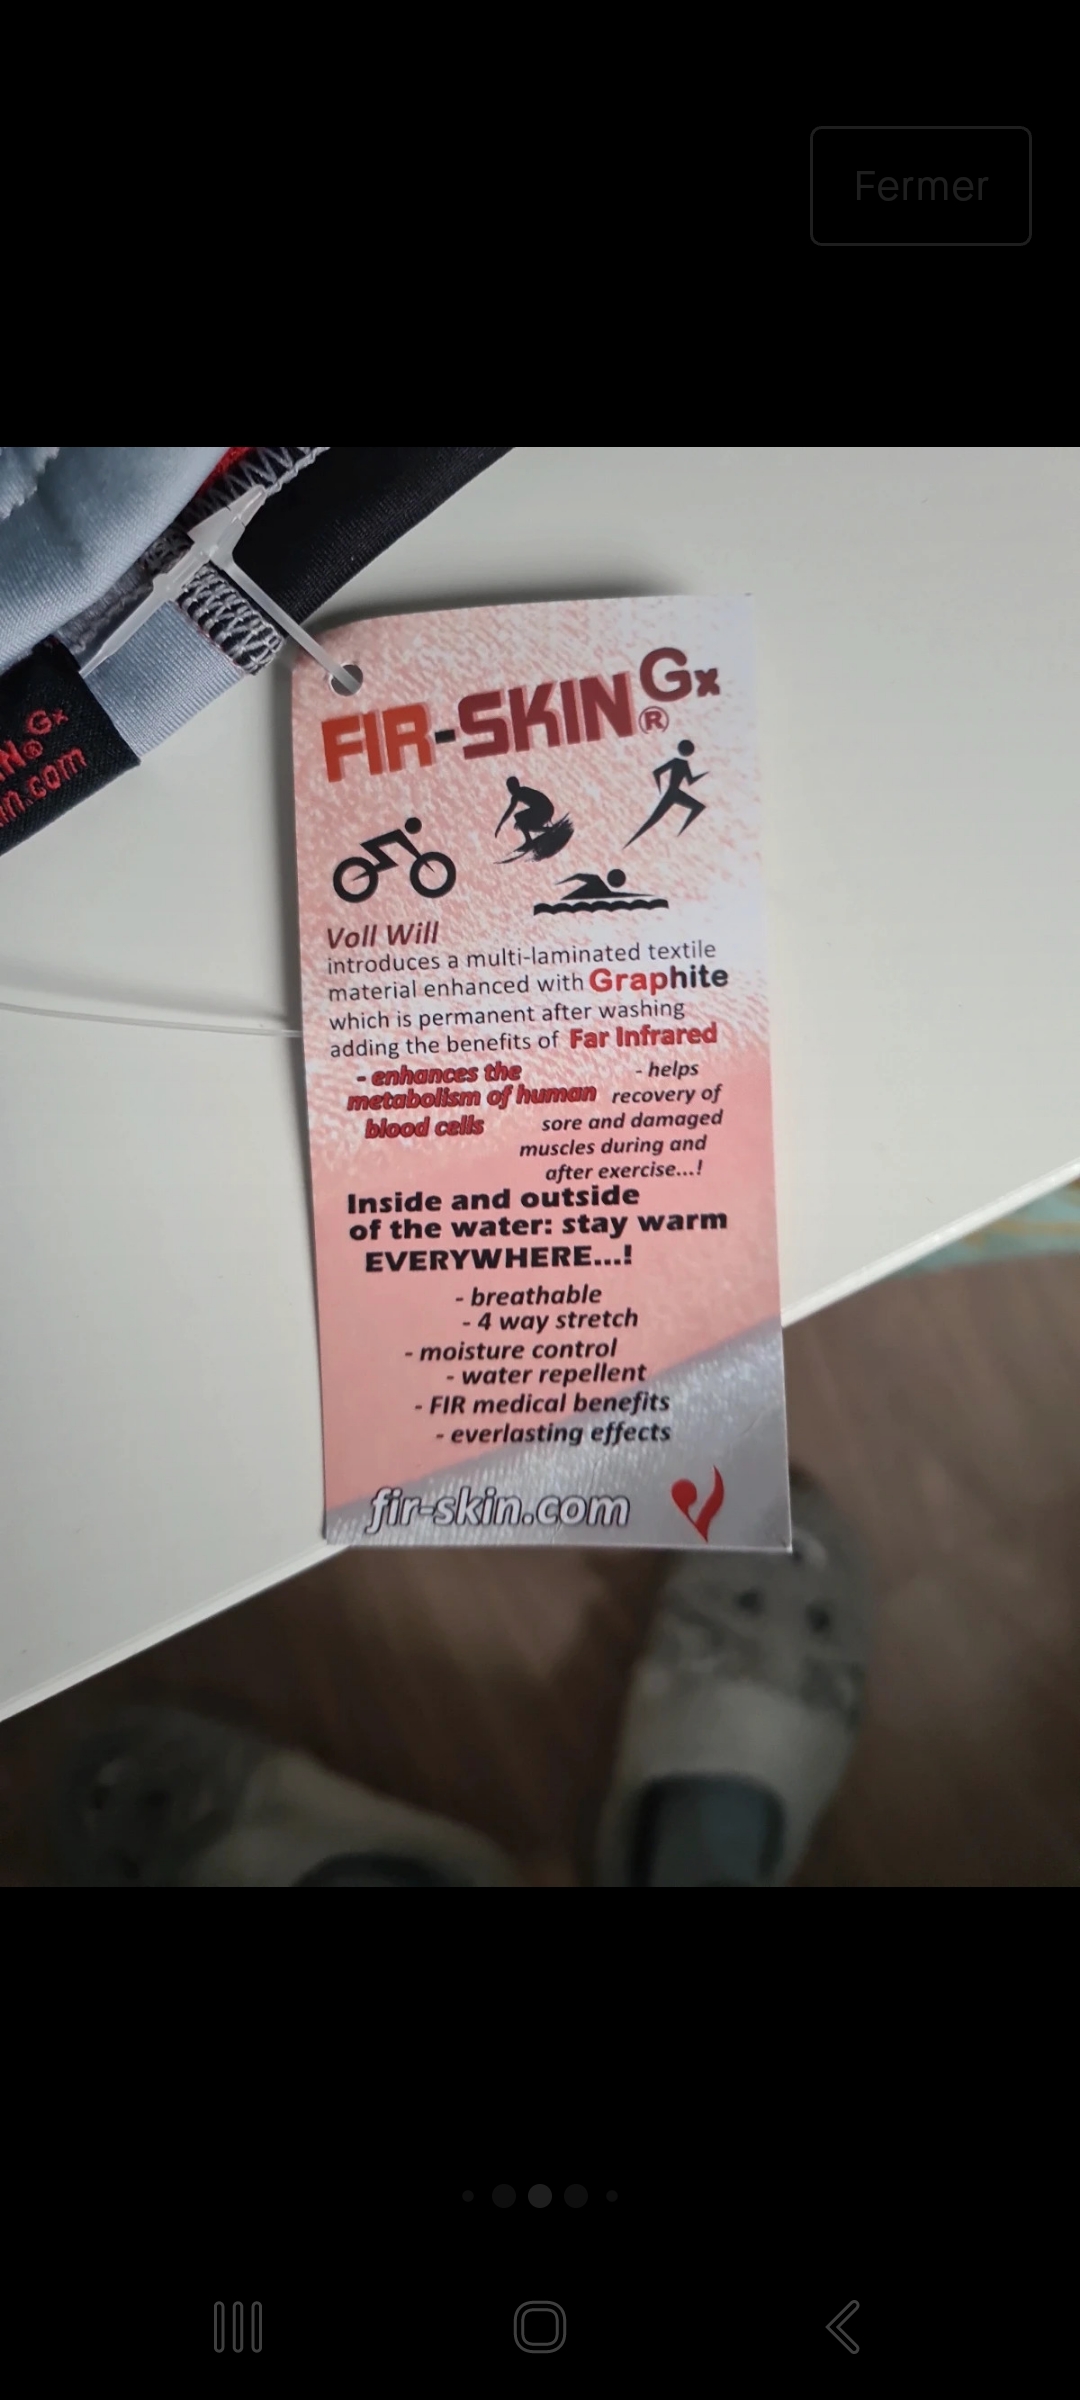 Fermer
FIR-SKIN® Gx
Voll Will
introduces a multi-laminated textile
material enhanced with Graphite
which is permanent after washing
adding the benefits of Far Infrared
- enhances the
metabolism of human
blood cells
- helps
recovery of
sore and damaged
muscles during and
after exercise...!
Inside and outside
of the water: stay warm
EVERYWHERE...!
- breathable
- 4 way stretch
- moisture control
- water repellent
- FIR medical benefits
- everlasting effects
fir-skin.com
Gx